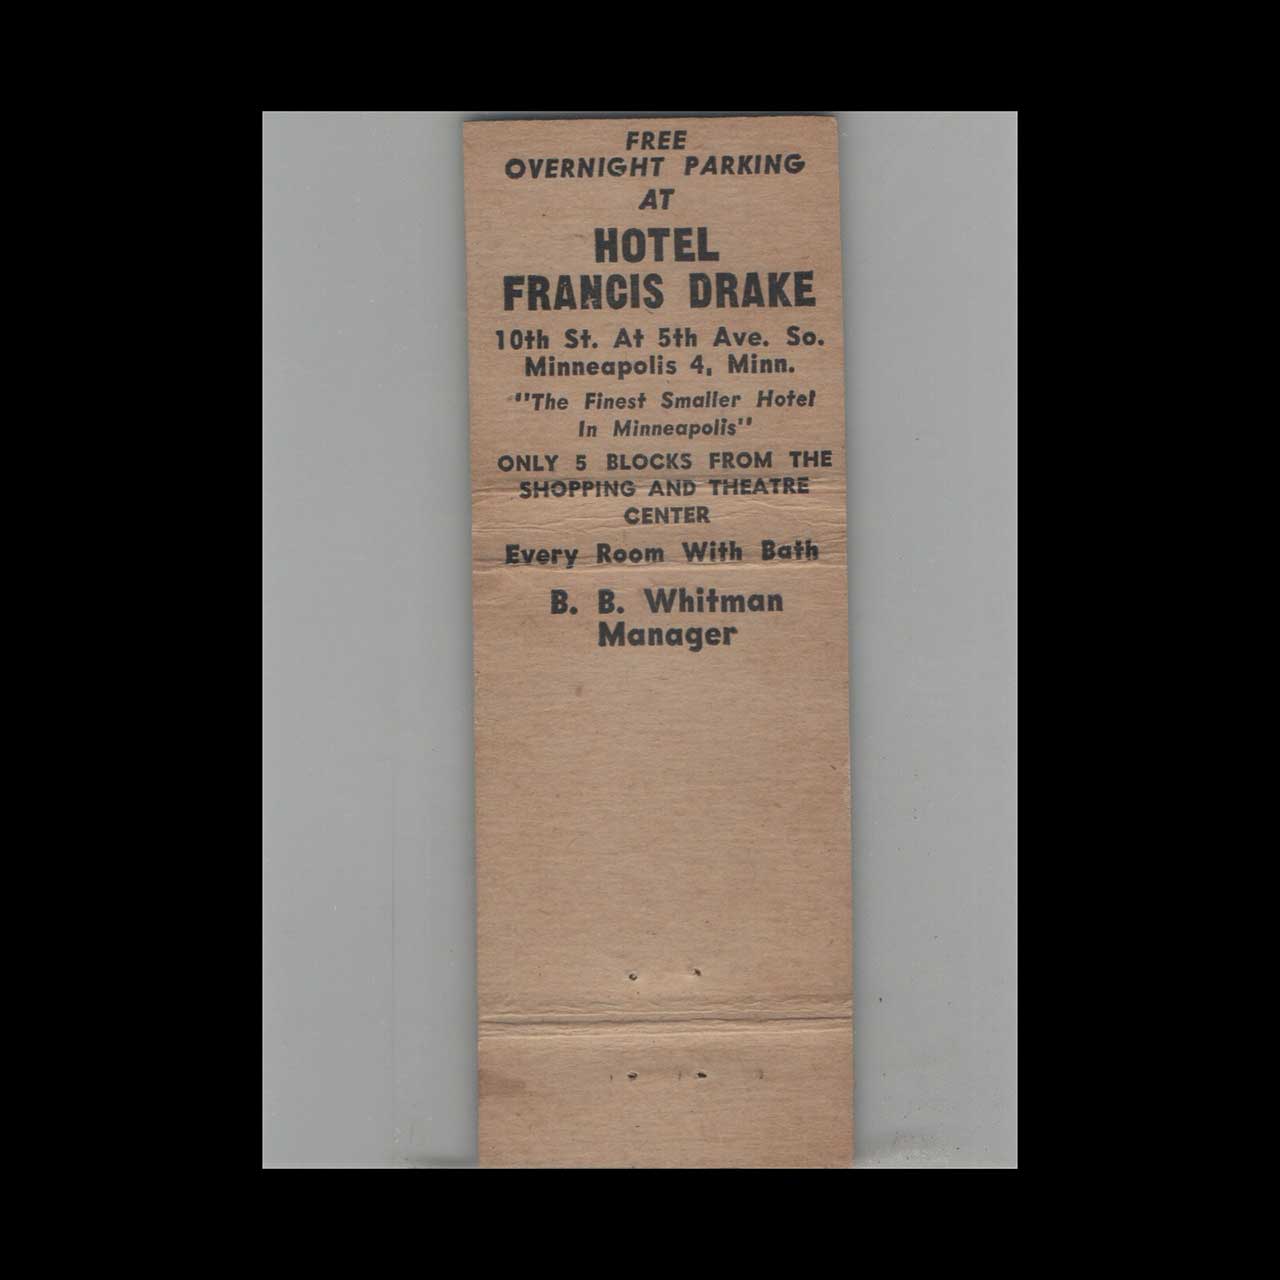 FREE
OVERNIGHT PARKING
AT
HOTEL
FRANCIS DRAKE
10th St. At 5th Ave. So.
Minneapolis 4, Minn.
"The Finest Smaller Hotel
In Minneapolis"
ONLY 5 BLOCKS FROM THE
SHOPPING AND THEATRE
CENTER
Every Room With Bath
B. B. Whitman
Manager